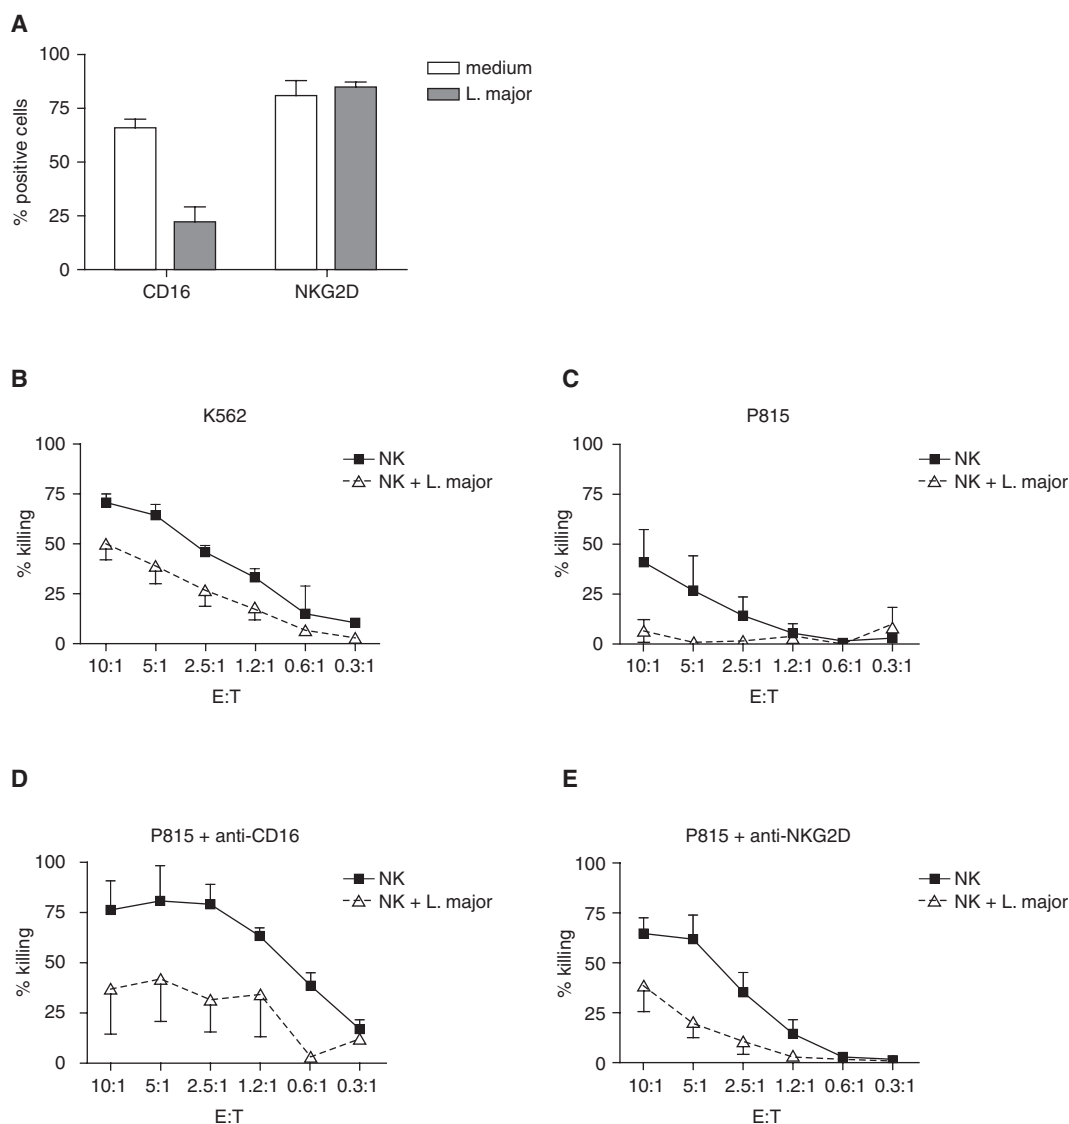 A
100
75
50
25
0
% positive cells
CD16
NKG2D
medium
L. major
B
K562
100
75
50
25
0
% killing
10:1 5:1 2.5:1 1.2:1 0.6:1 0.3:1
E:T
NK
NK + L. major
C
P815
100
75
50
25
0
% killing
10:1 5:1 2.5:1 1.2:1 0.6:1 0.3:1
E:T
NK
NK + L. major
D
P815 + anti-CD16
100
75
50
25
0
% killing
10:1 5:1 2.5:1 1.2:1 0.6:1 0.3:1
E:T
NK
NK + L. major
E
P815 + anti-NKG2D
100
75
50
25
0
% killing
10:1 5:1 2.5:1 1.2:1 0.6:1 0.3:1
E:T
NK
NK + L. major